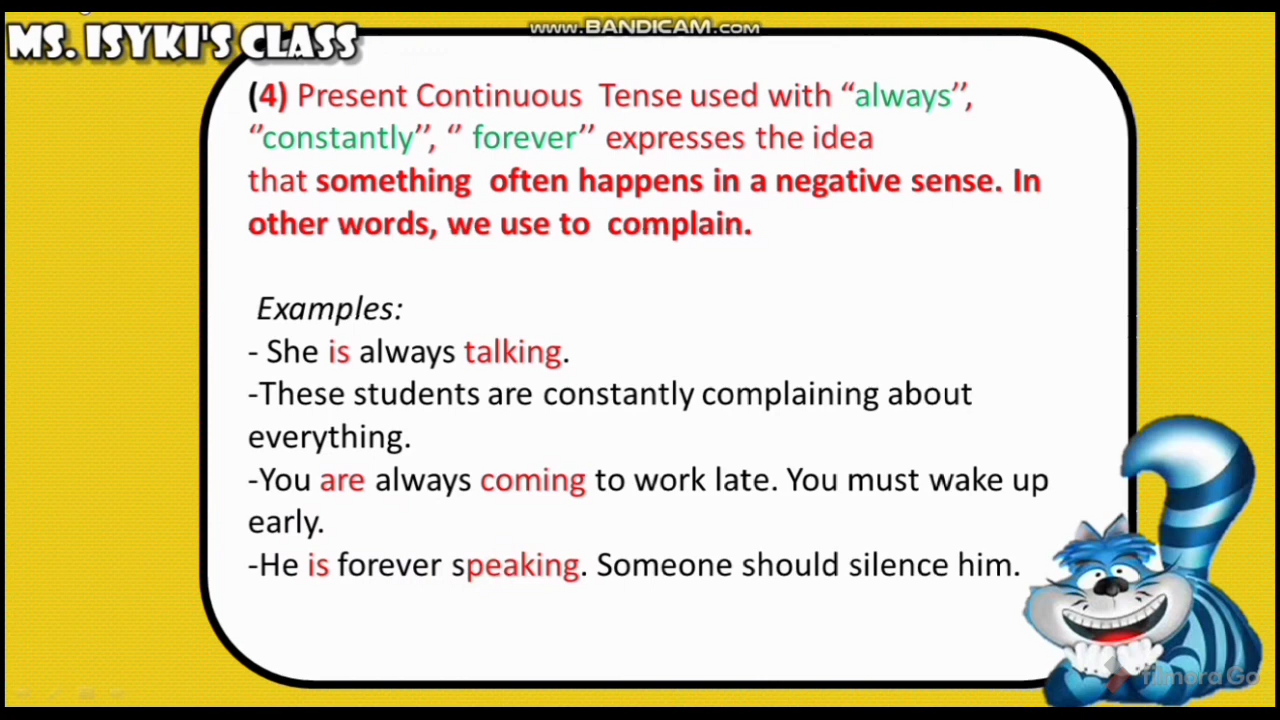 www.BANDICAM.com
MS. ISYKI'S CLASS
(4) Present Continuous  Tense used with “always’’,
‘’constantly’’, ‘’ forever’’ expresses the idea
that something  often happens in a negative sense. In
other words, we use to  complain.
Examples:
- She is always talking.
-These students are constantly complaining about
everything.
-You are always coming to work late. You must wake up
early.
-He is forever speaking. Someone should silence him.
filmora Go